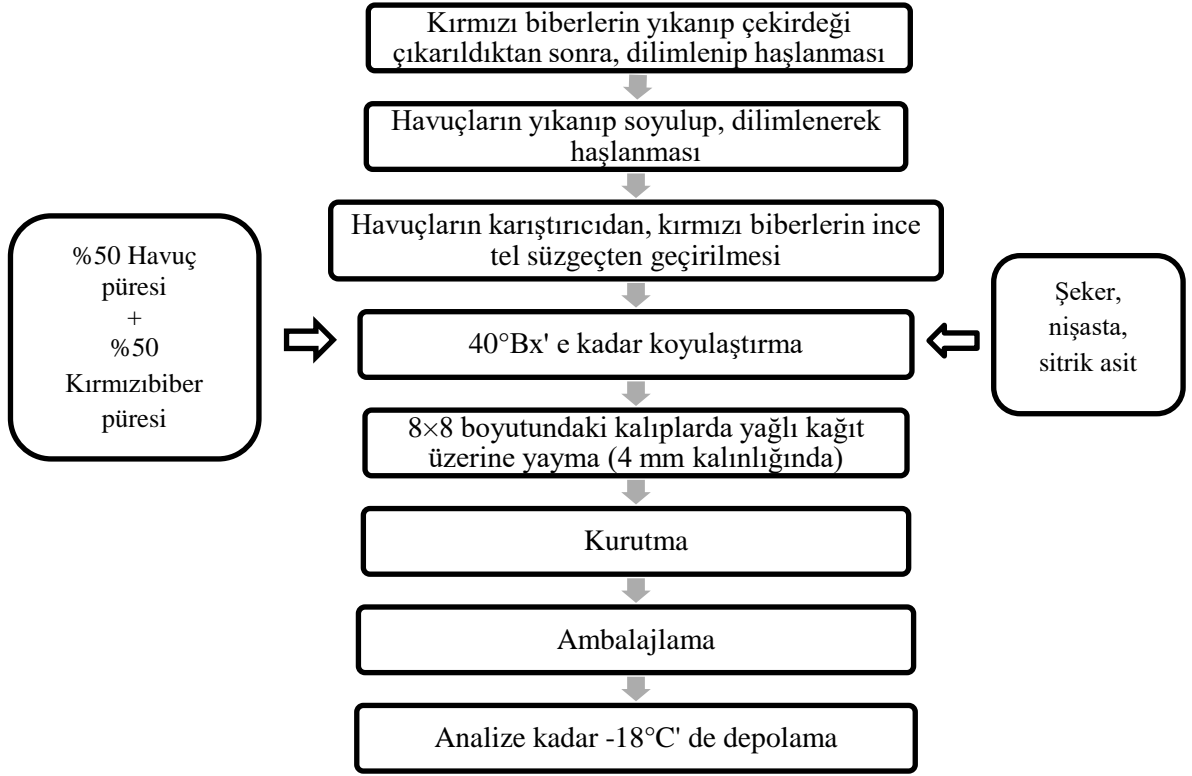 Kırmızı biberlerin yıkanıp çekirdeği
çıkarıldıktan sonra, dilimlenip haşlanması
Havuçların yıkanıp soyulup, dilimlenerek
haşlanması
Havuçların karıştırıcıdan, kırmızı biberlerin ince
tel süzgeçten geçirilmesi
%50 Havuç
püresi
+
%50
Kırmızıbiber
püresi
40°Bx' e kadar koyulaştırma
Şeker,
nişasta,
sitrik asit
8×8 boyutundaki kalıplarda yağlı kağıt
üzerine yayma (4 mm kalınlığında)
Kurutma
Ambalajlama
Analize kadar -18°C' de depolama